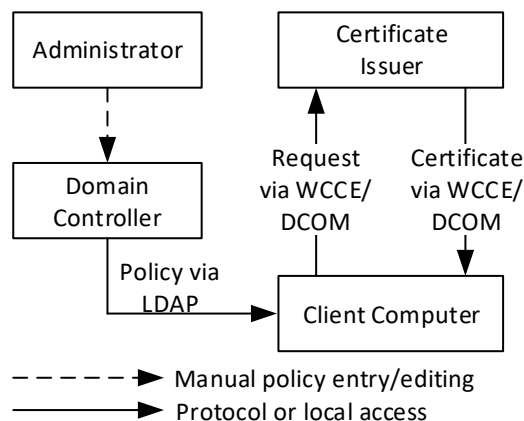 Administrator
Certificate
Issuer
Domain
Controller
Request
via WCCE/
DCOM
Certificate
via WCCE/
DCOM
Policy via
LDAP
Client Computer
Manual policy entry/editing
Protocol or local access